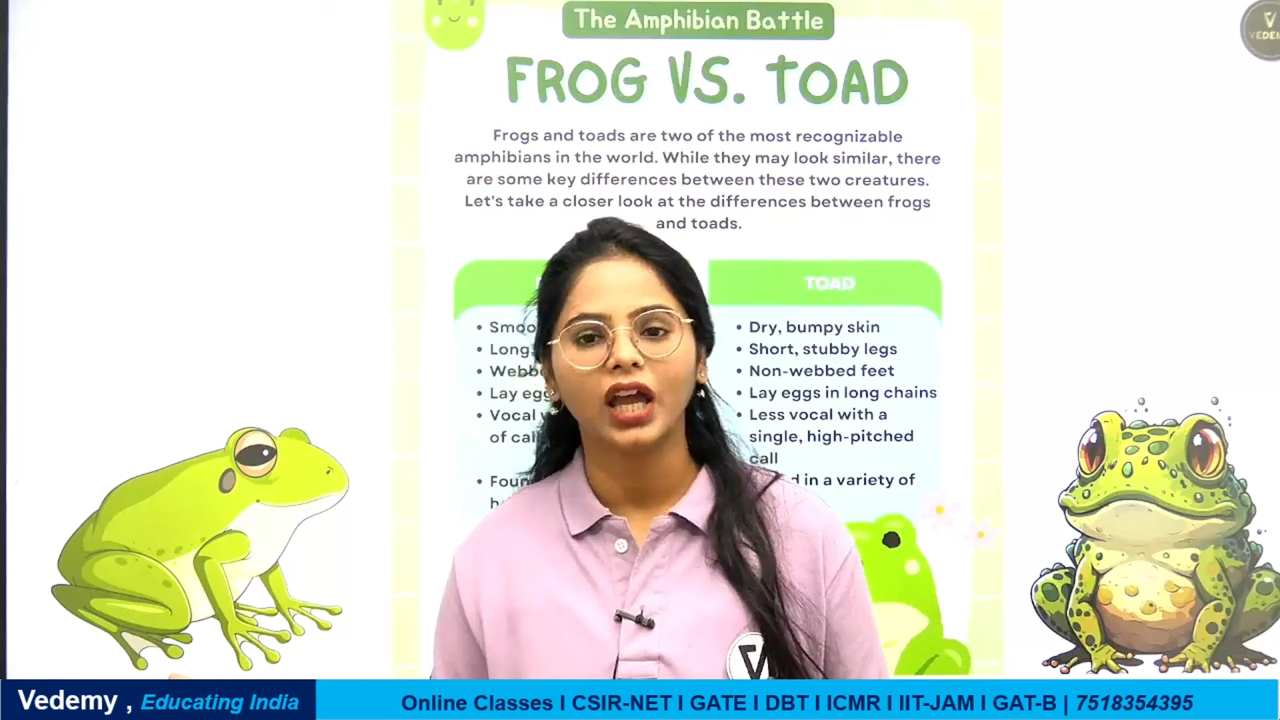 The Amphibian Battle
VEDEM
FROG VS. TOAD
Frogs and toads are two of the most recognizable
amphibians in the world. While they may look similar, there
are some key differences between these two creatures.
Let's take a closer look at the differences between frogs
and toads.
• Webb
• Lay eg
• Vocal
of cal
TOAD
• Dry, bumpy skin
• Short, stubby legs
• Non-webbed feet
• Lay eggs in long chains
• Less vocal with a
single, high-pitched
call
in a variety of
Vedemy , Educating India
Online Classes I CSIR-NET I GATE I DBT I ICMR I IIT-JAM I GAT-B | 7518354395